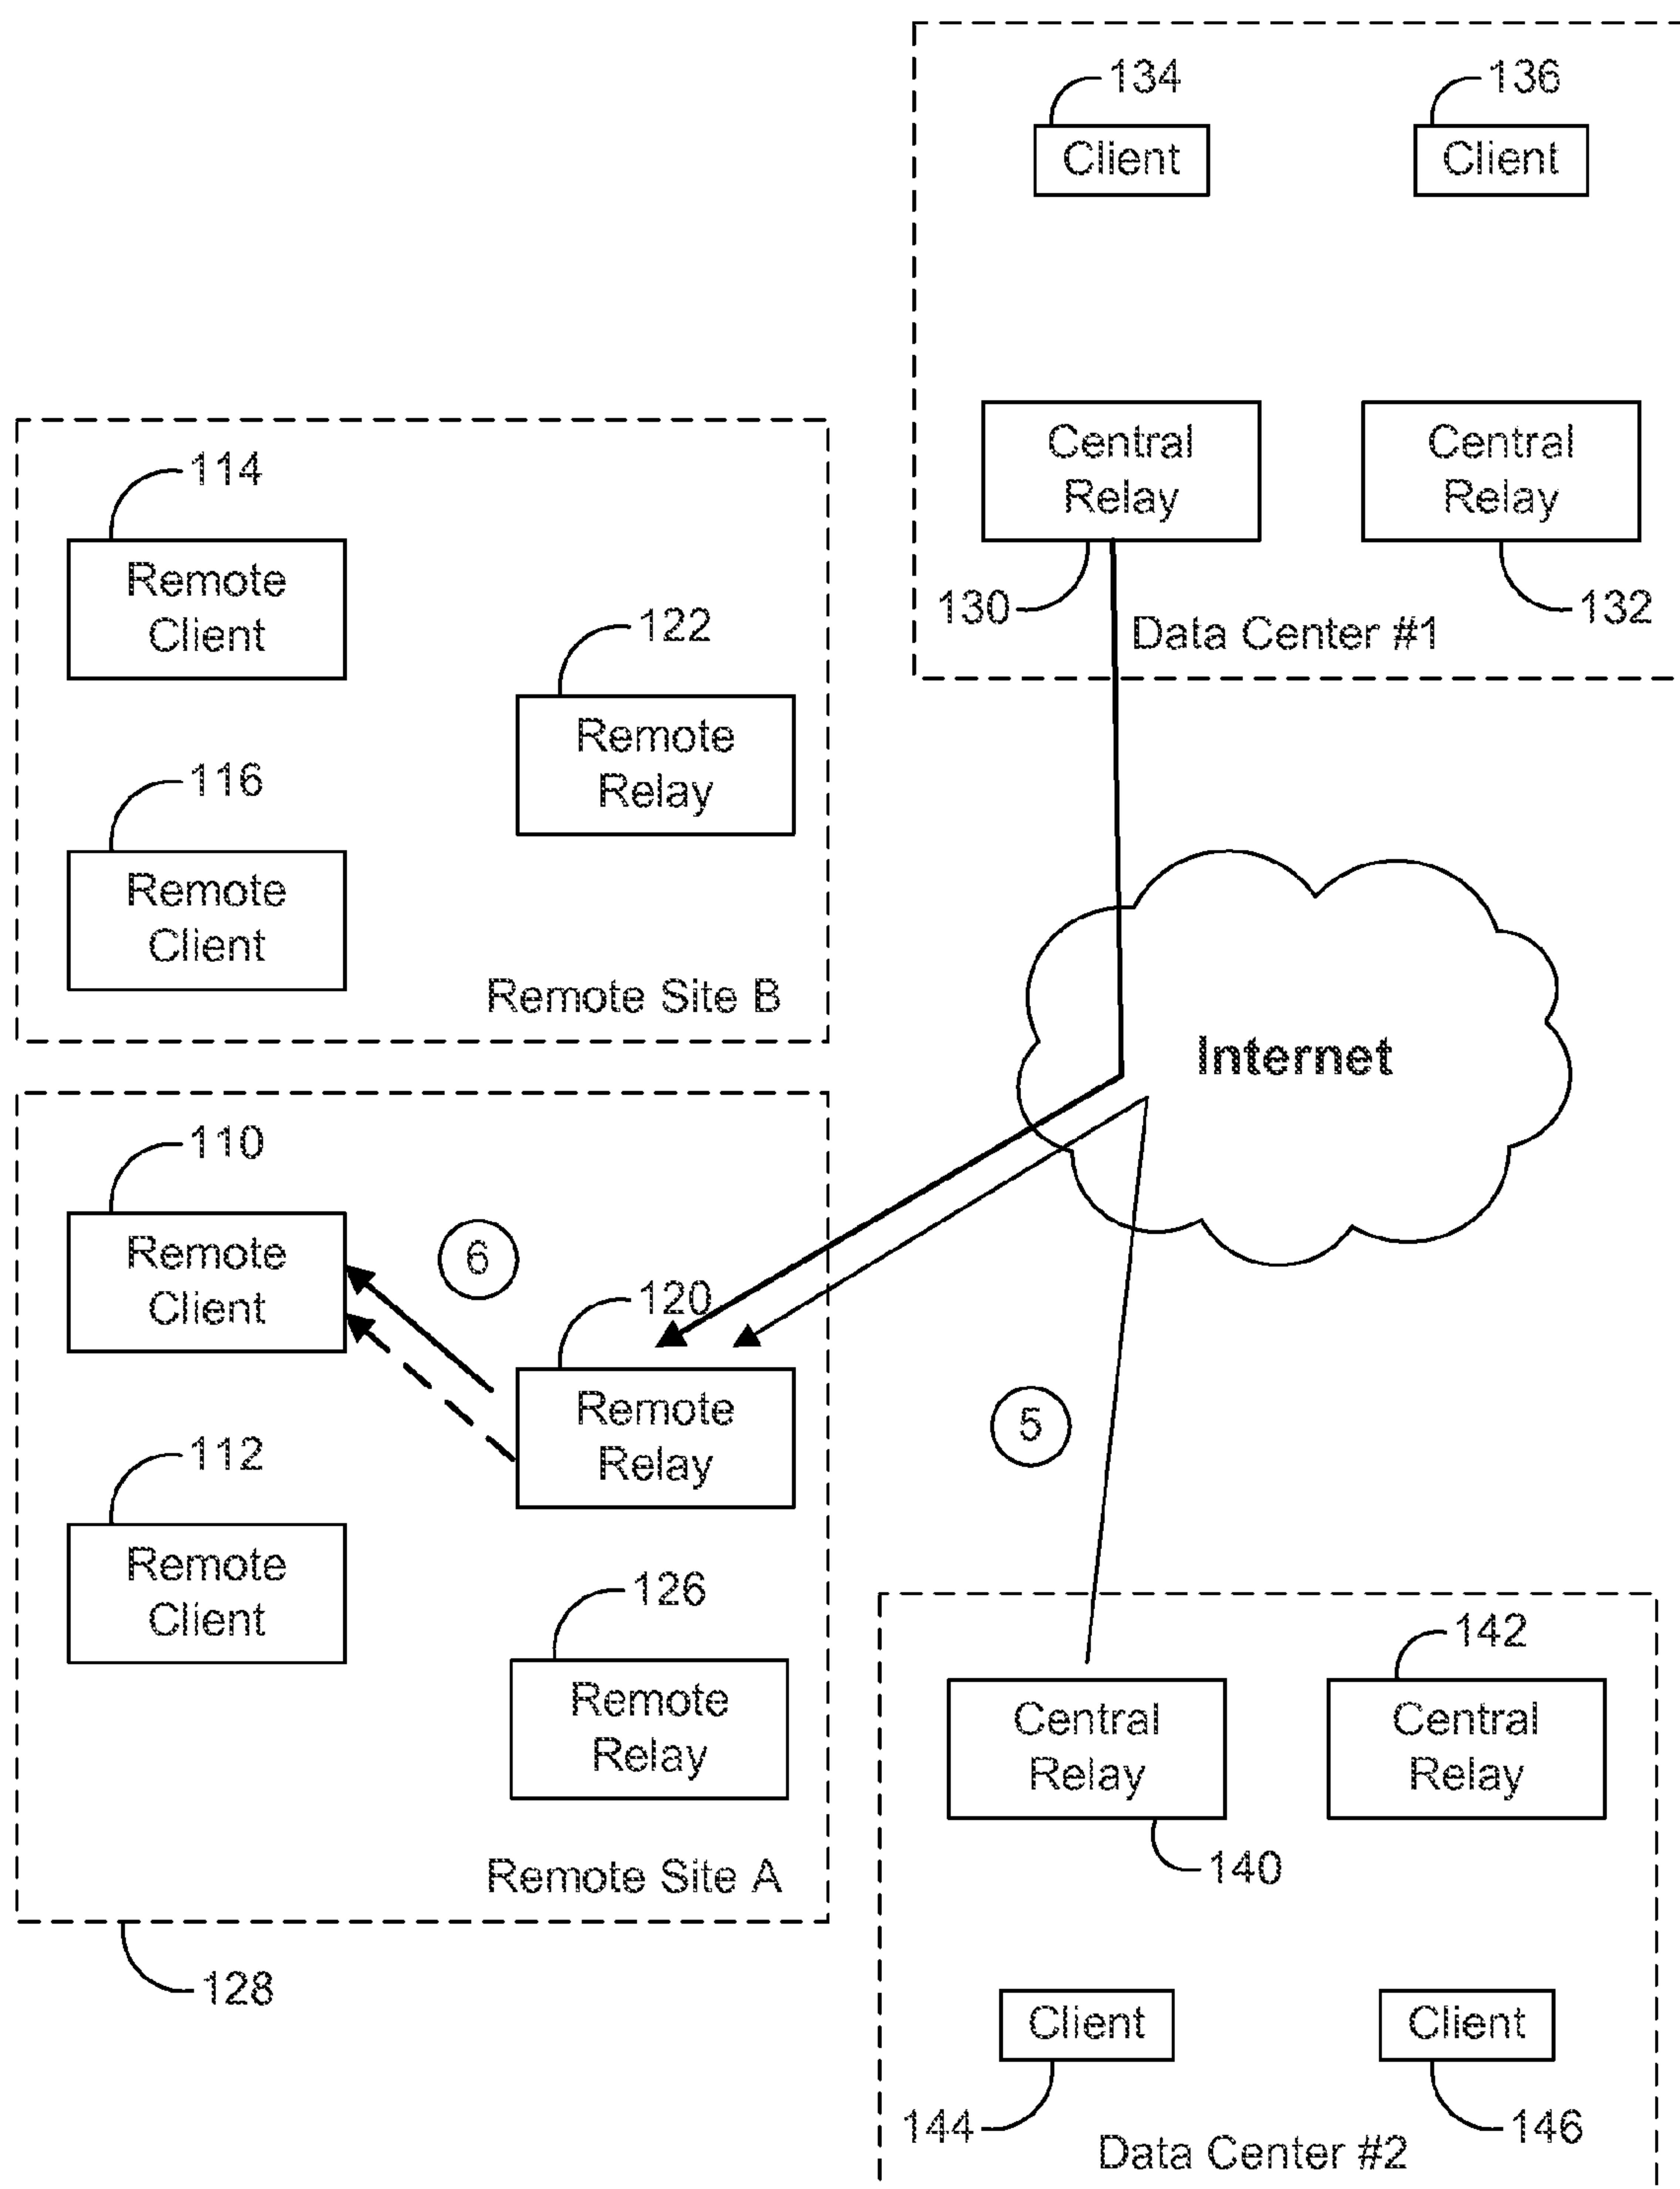 134
136
Client
Client
Central
Relay
Central
Relay
130
132
Data Center #1
114
Remote
Client
122
Remote
Relay
116
Remote
Client
Remote Site B
Internet
110
Remote
Client
6
120
Remote
Relay
5
112
Remote
Client
126
Remote
Relay
Remote Site A
128
142
Central
Relay
Central
Relay
140
Client
Client
144
146
Data Center #2